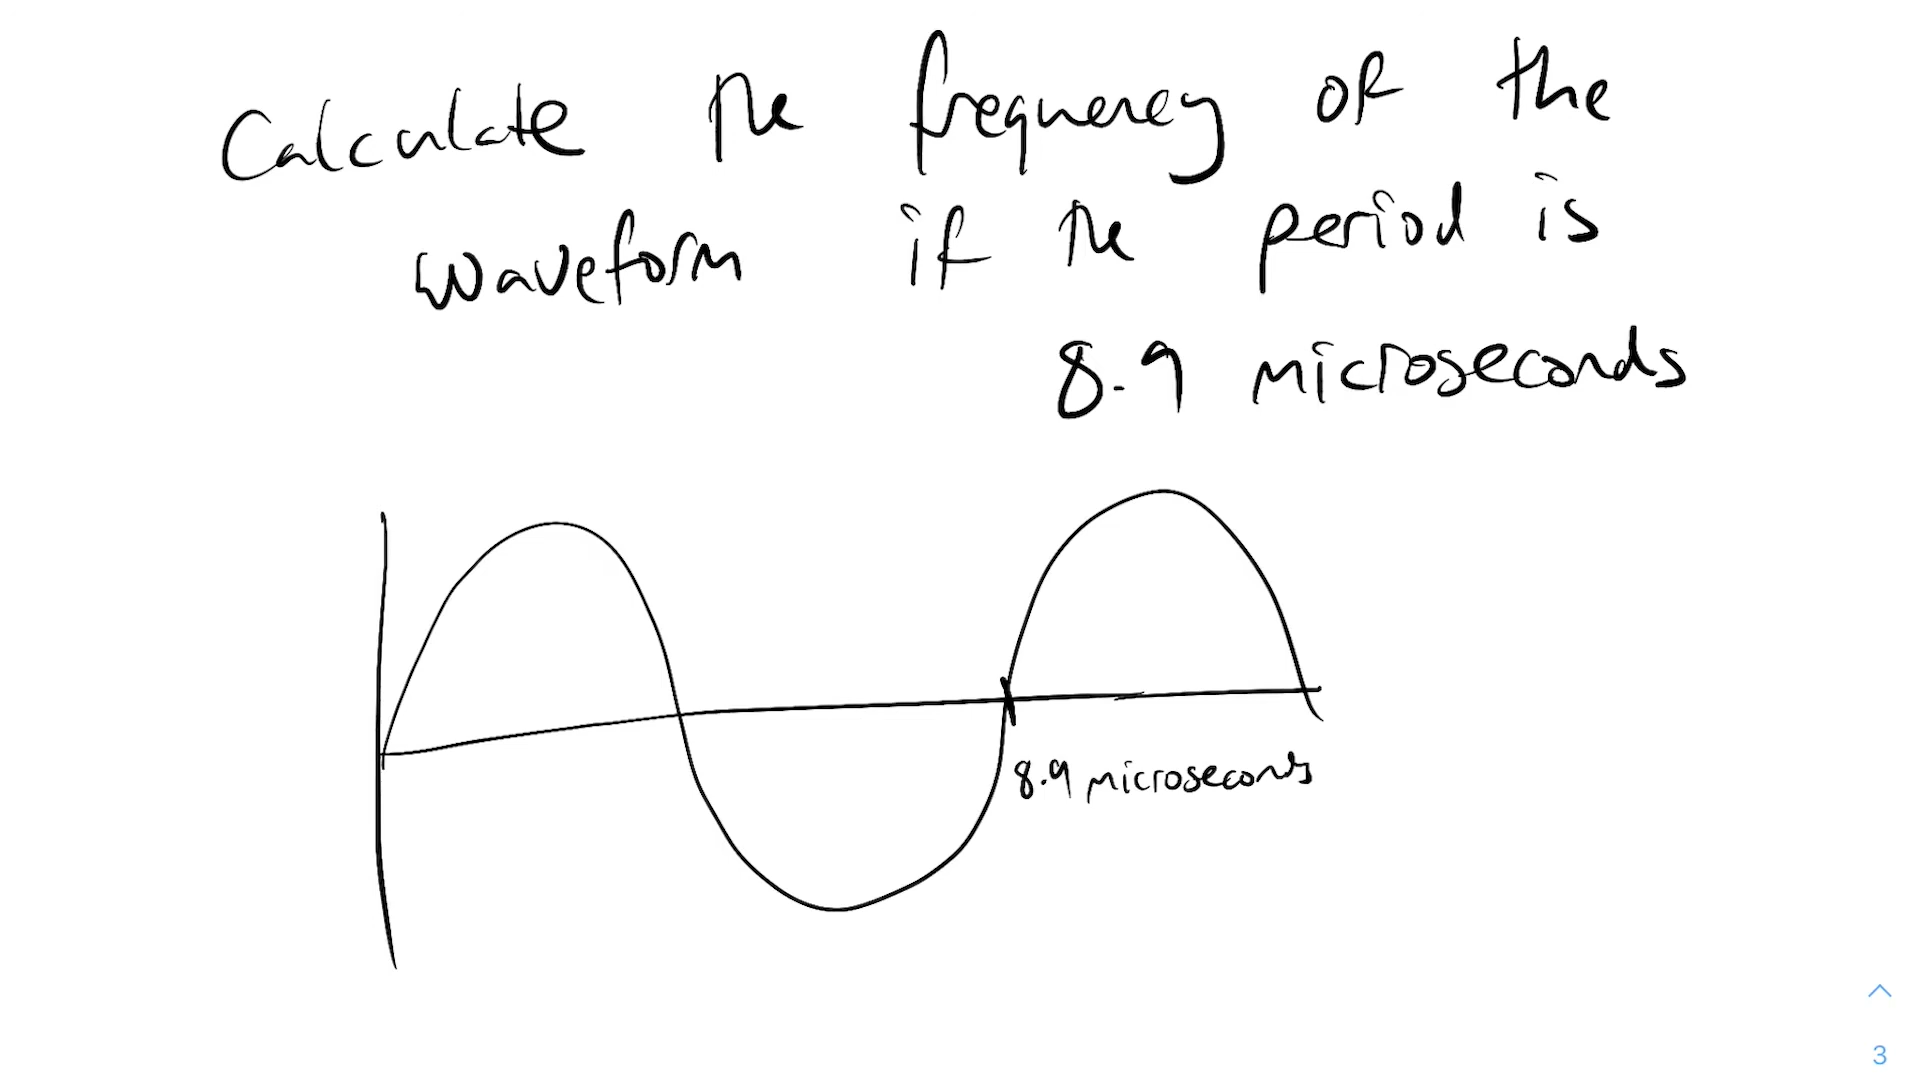 Calculate the frequency of the
waveform if the period is
8.9 microseconds
8.9 microseconds
3